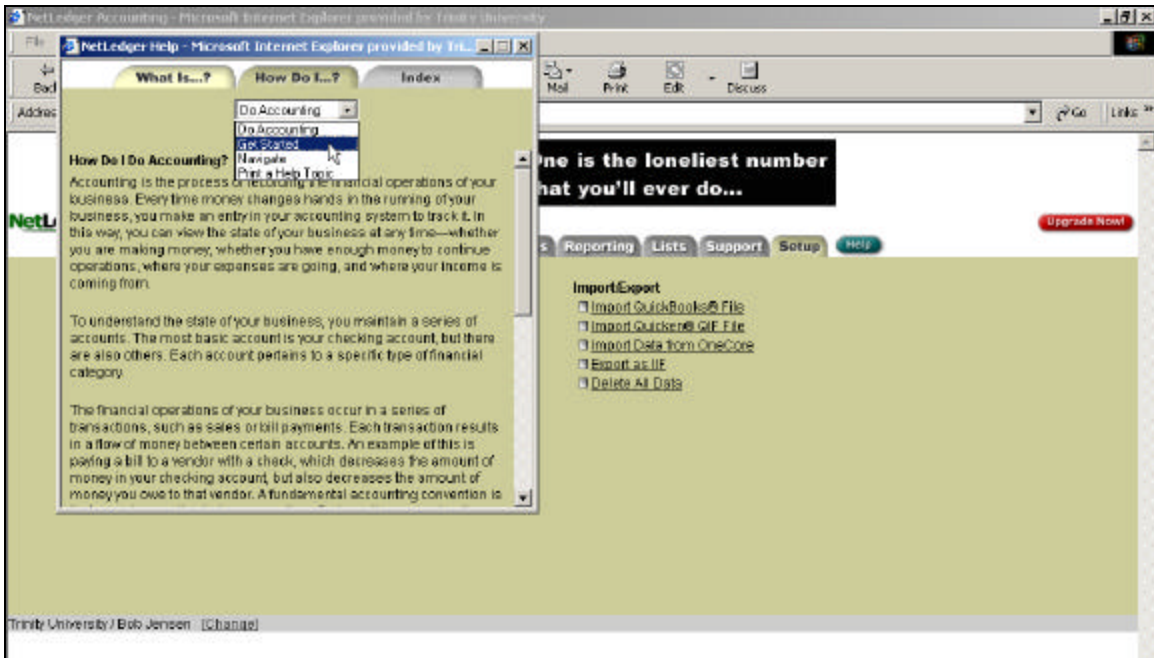 NetLedger Accounting - Microsoft Internet Explorer provided by Trinity University
File
NetLedger Help - Microsoft Internet Explorer provided by Tri...
What Is...?
How Do I...?
Index
Mail
Print
Edit
Discuss
Back
Go
Links »
Do Accounting
Do Accounting
Get Started
Navigate
Print a Help Topic
How Do I Do Accounting?
Accounting is the process of recording the financial operations of your
business. Every time money changes hands in the running of your
business, you make an entry in your accounting system to track it. In
this way, you can view the state of your business at any time—whether
you are making money, whether you have enough money to continue
operations, where your expenses are going, and where your income is
coming from.
To understand the state of your business, you maintain a series of
accounts. The most basic account is your checking account, but there
are also others. Each account pertains to a specific type of financial
category.
The financial operations of your business occur in a series of
transactions, such as sales or bill payments. Each transaction results
in a flow of money between certain accounts. An example of this is
paying a bill to a vendor with a check, which decreases the amount of
money in your checking account, but also decreases the amount of
money you owe to that vendor. A fundamental accounting convention is
One is the loneliest number
that you'll ever do...
Upgrade Now!
Reporting
Lists
Support
Setup
Help
Import/Export
Import QuickBooks® File
Import Quicken® QIF File
Import Data from OneCore
Export as IIF
Delete All Data
Trinity University / Bob Jensen [Change]